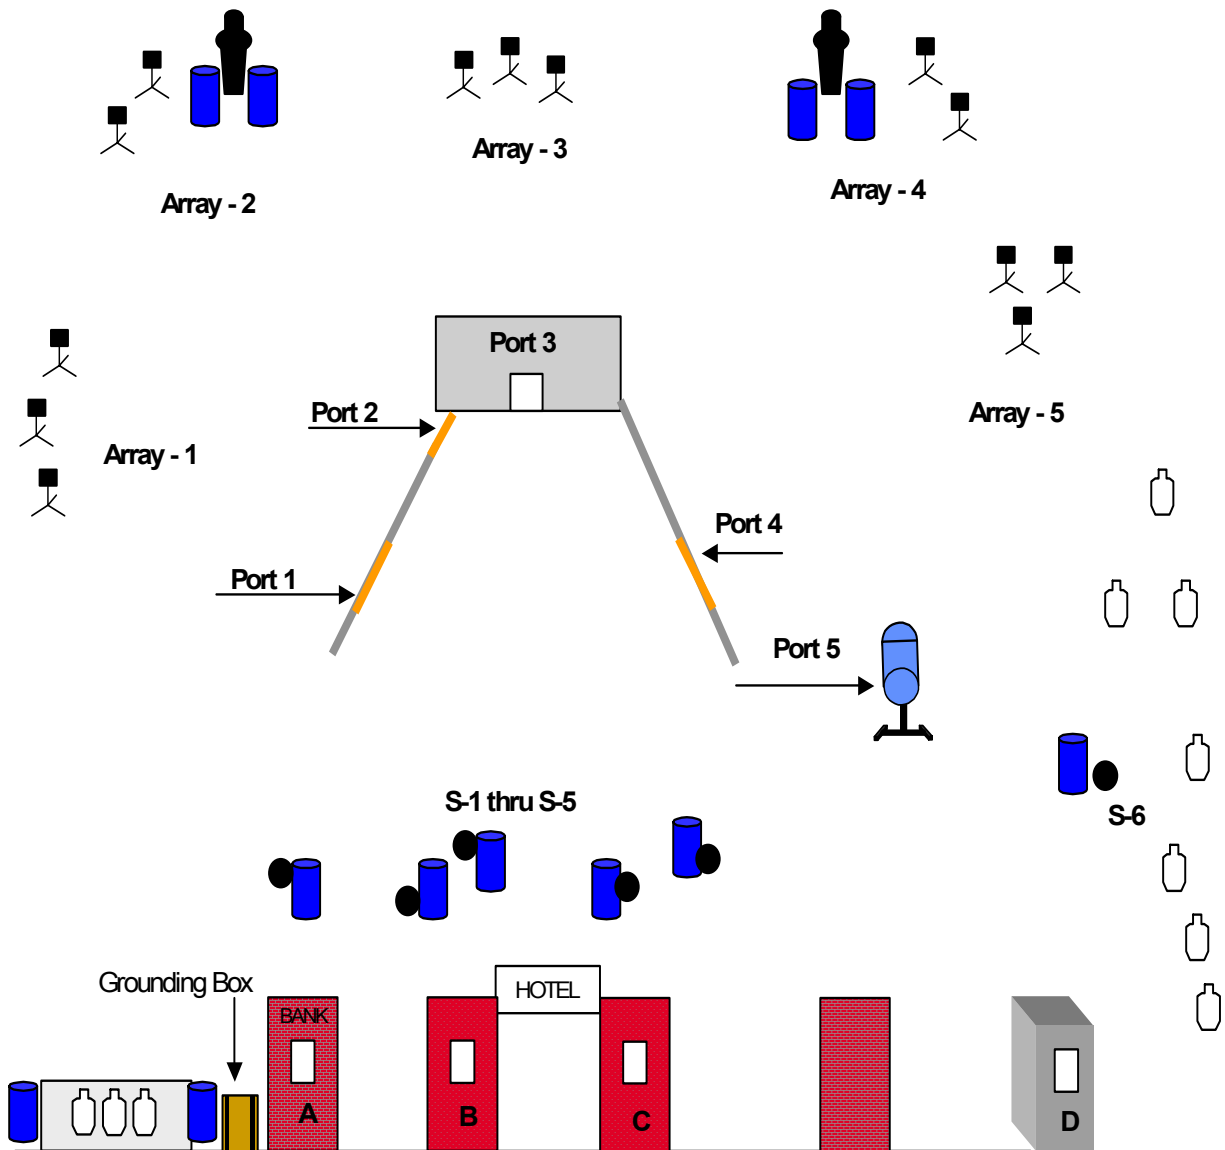 Array - 3
Array - 4
Array - 2
Port 3
Port 2
Array - 5
Array - 1
Port 4
Port 1
Port 5
S-1 thru S-5
S-6
Grounding Box
HOTEL
BANK
A
B
C
D